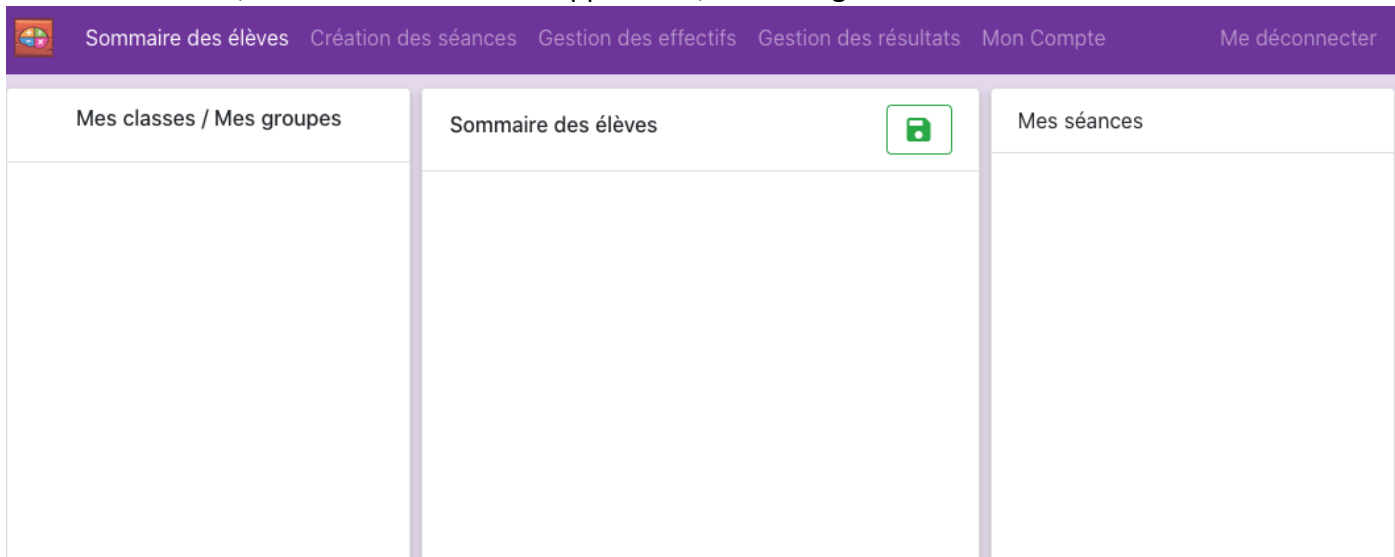 Sommaire des élèves Création des séances Gestion des effectifs Gestion des résultats Mon Compte Me déconnecter
Mes classes / Mes groupes
Sommaire des élèves
Mes séances